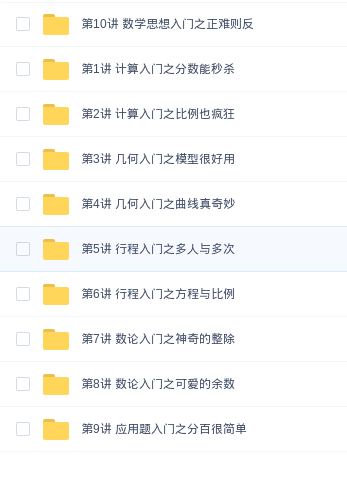 第10讲 数学思想入门之正难则反
第1讲 计算入门之分数能秒杀
第2讲 计算入门之比例也疯狂
第3讲 几何入门之模型很好用
第4讲 几何入门之曲线真奇妙
第5讲 行程入门之多人与多次
第6讲 行程入门之方程与比例
第7讲 数论入门之神奇的整除
第8讲 数论入门之可爱的余数
第9讲 应用题入门之分百很简单